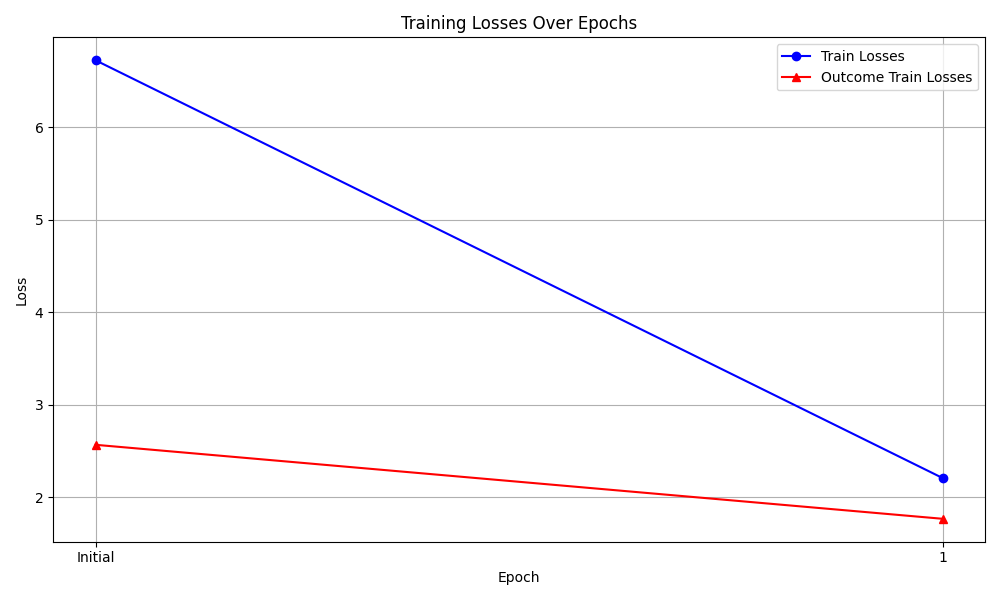 Training Losses Over Epochs
Train Losses
Outcome Train Losses
6
5
4
3
2
Loss
Initial
1
Epoch